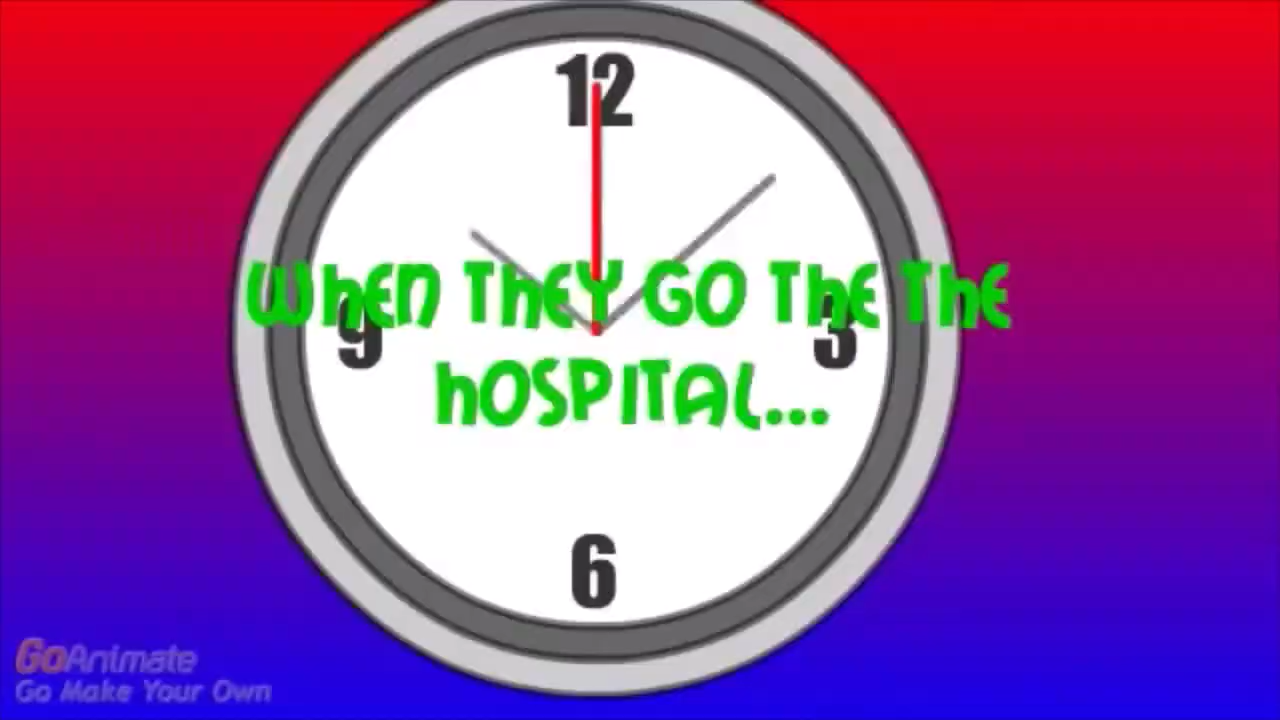 12
WhEN ThEY GO ThE ThE
hOSPITAL...
9
3
6
GoAnimate
Go Make Your Own